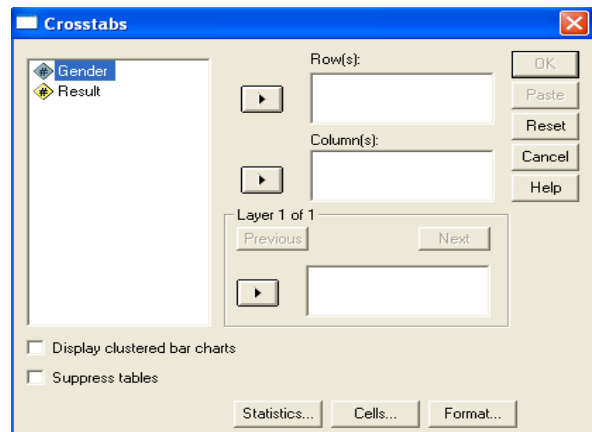 Crosstabs
Gender
Result
Row(s):
Column(s):
OK
Paste
Reset
Cancel
Help
Layer 1 of 1
Previous
Next
Display clustered bar charts
Suppress tables
Statistics...
Cells...
Format...